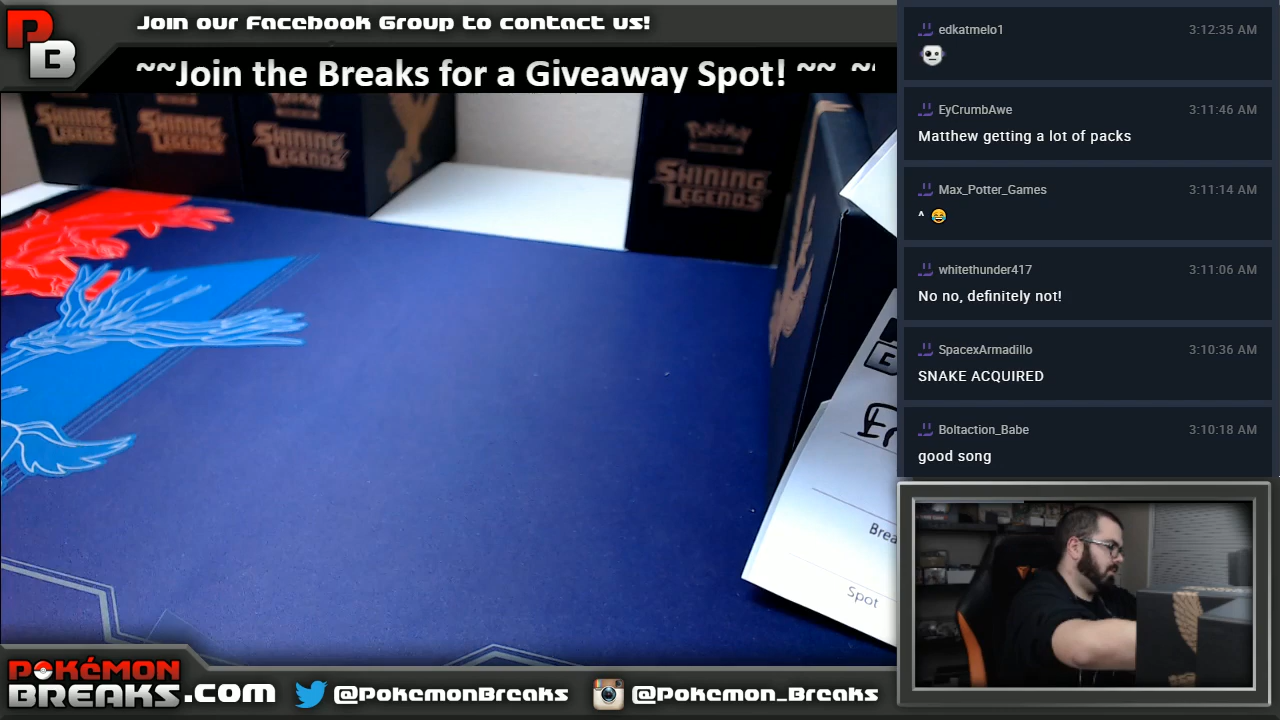 Join our Facebook Group to contact us!
~~Join the Breaks for a Giveaway Spot! ~~ ~
PB
SHINING LEGENDS
SHINING LEGENDS
POKÉMON
SHINING LEGENDS
POKÉMON
SHINING LEGENDS
Spot
edkatmelo1 3:12:35 AM
EyCrumbAwe 3:11:46 AM
Matthew getting a lot of packs
Max_Potter_Games 3:11:14 AM
^ 😂
whitethunder417 3:11:06 AM
No no, definitely not!
SpacexArmadillo 3:10:36 AM
SNAKE ACQUIRED
Boltaction_Babe 3:10:18 AM
good song
POKéMON
BREAKS.com
@PokemonBreaks
@Pokemon_Breaks